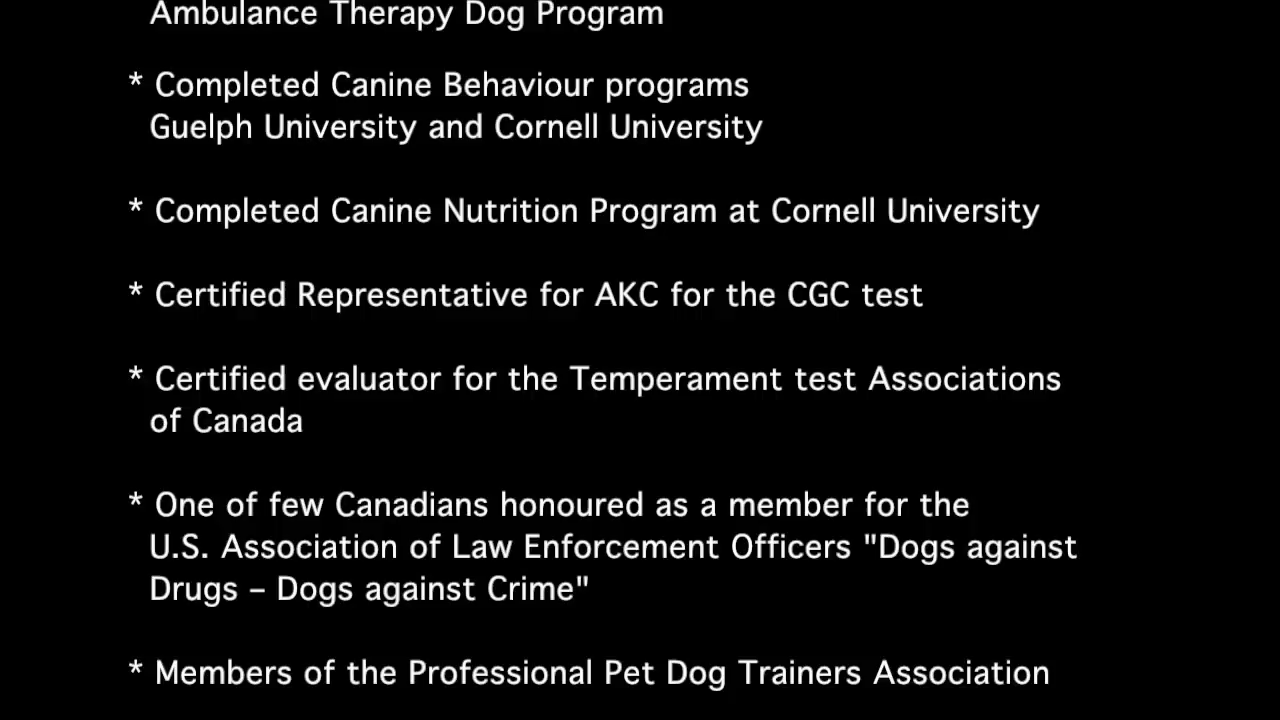 Ambulance Therapy Dog Program
* Completed Canine Behaviour programs
Guelph University and Cornell University
* Completed Canine Nutrition Program at Cornell University
* Certified Representative for AKC for the CGC test
* Certified evaluator for the Temperament test Associations
of Canada
* One of few Canadians honoured as a member for the
U.S. Association of Law Enforcement Officers "Dogs against
Drugs – Dogs against Crime"
* Members of the Professional Pet Dog Trainers Association